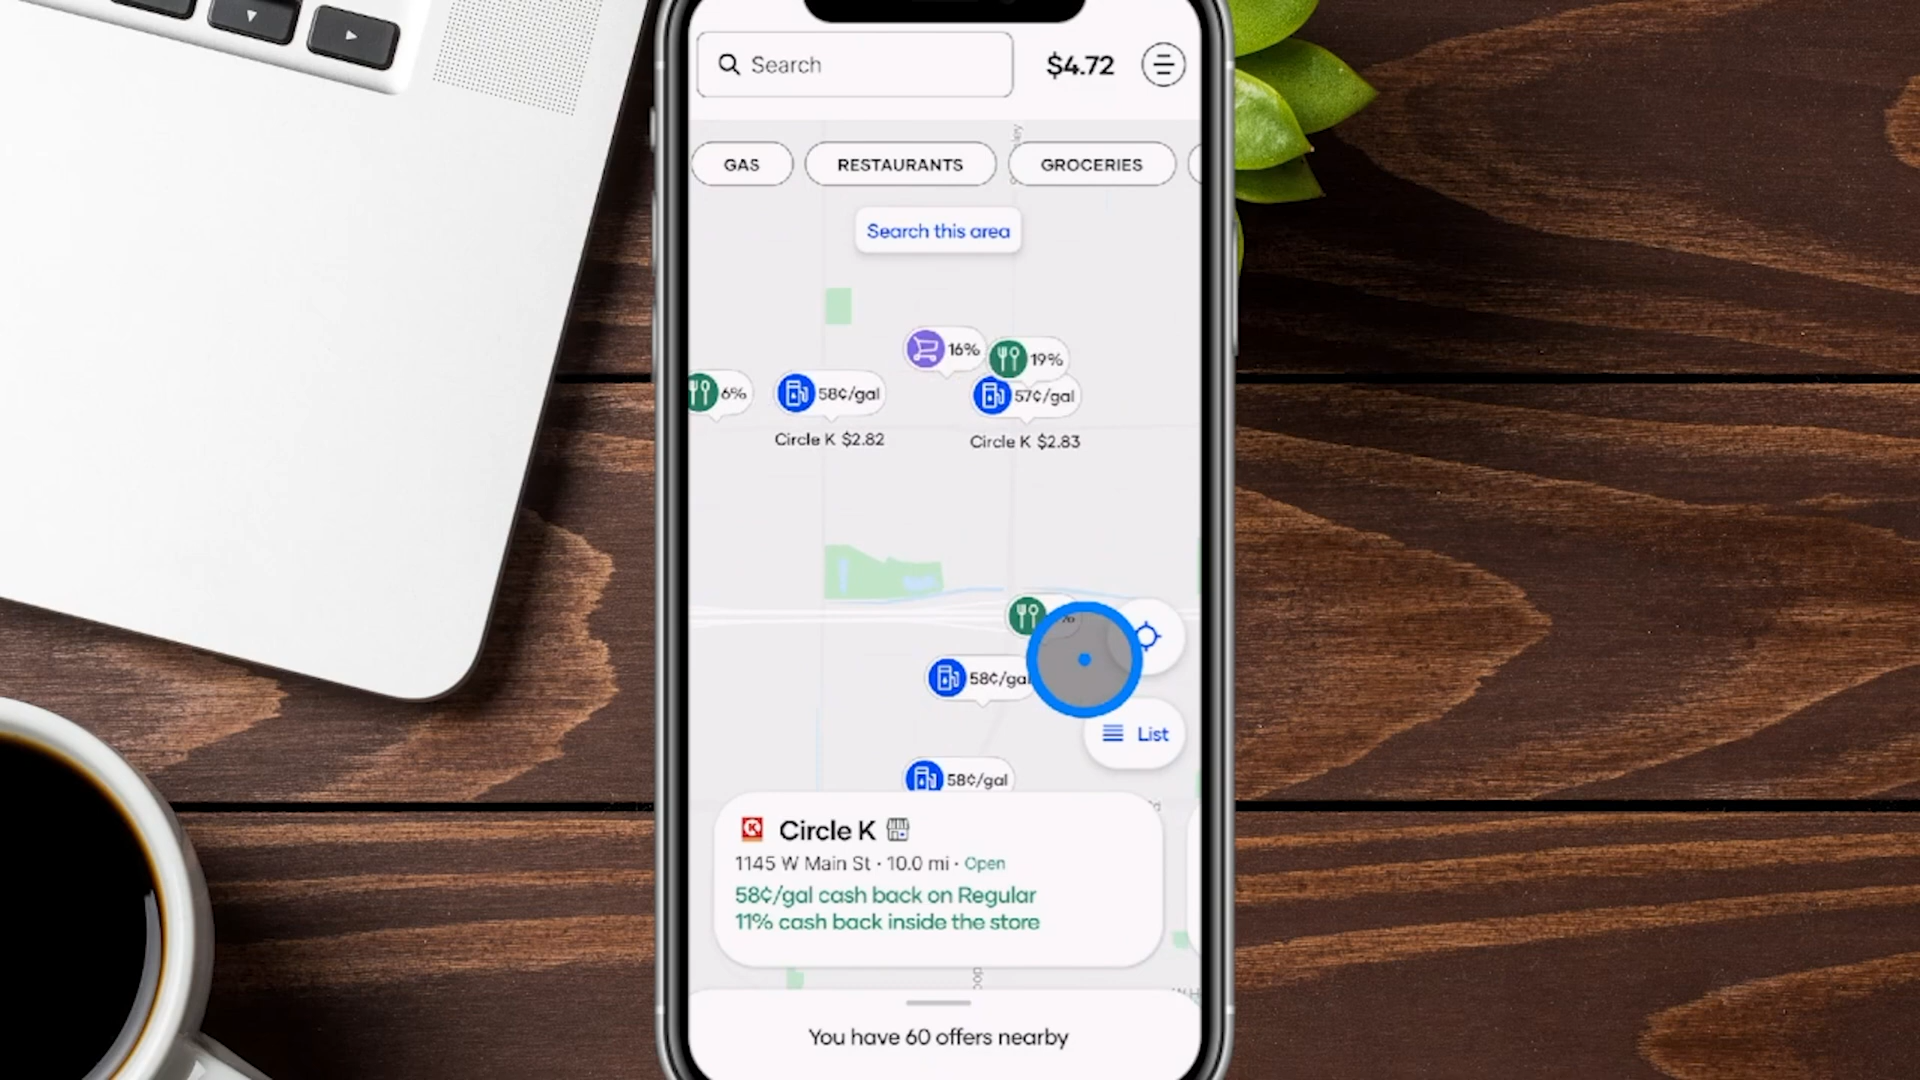 Search
$4.72
GAS
RESTAURANTS
GROCERIES
Search this area
16%
19%
6%
58¢/gal
57¢/gal
Circle K $2.82
Circle K $2.83
58¢/gal
List
58¢/gal
Circle K
1145 W Main St · 10.0 mi · Open
58¢/gal cash back on Regular
11% cash back inside the store
You have 60 offers nearby